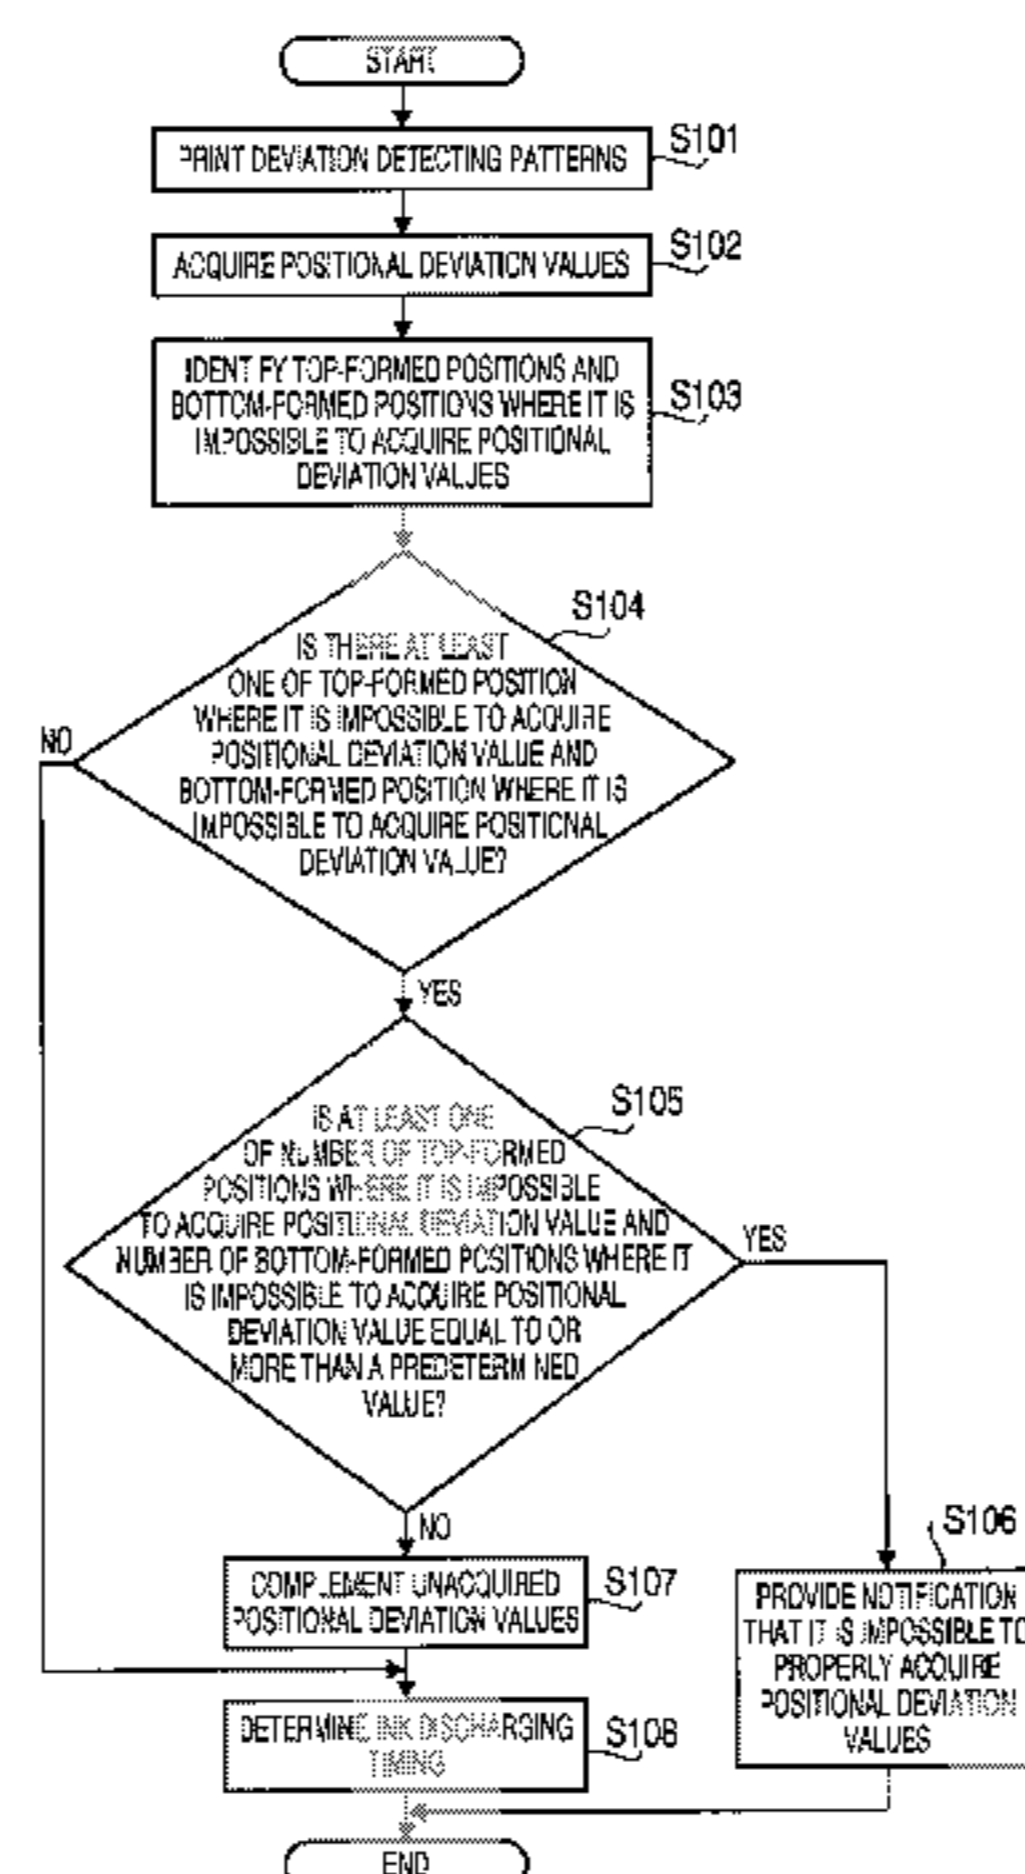 START
PRINT DEVIATION DETECTING PATTERNS
S101
ACQUIRE POSITIONAL DEVIATION VALUES
S102
IDENTIFY TOP-FORMED POSITIONS AND
BOTTOM-FORMED POSITIONS WHERE IT IS
IMPOSSIBLE TO ACQUIRE POSITIONAL
DEVIATION VALUES
S103
S104
IS THERE AT LEAST
ONE OF TOP-FORMED POSITION
WHERE IT IS IMPOSSIBLE TO ACQUIRE
POSITIONAL DEVIATION VALUE AND
BOTTOM-FORMED POSITION WHERE IT IS
IMPOSSIBLE TO ACQUIRE POSITIONAL
DEVIATION VALUE?
NO
YES
S105
IS AT LEAST ONE
OF NUMBER OF TOP-FORMED
POSITIONS WHERE IT IS IMPOSSIBLE
TO ACQUIRE POSITIONAL DEVIATION VALUE AND
NUMBER OF BOTTOM-FORMED POSITIONS WHERE IT
IS IMPOSSIBLE TO ACQUIRE POSITIONAL
DEVIATION VALUE EQUAL TO OR
MORE THAN A PREDETERMINED
VALUE?
YES
NO
S106
PROVIDE NOTIFICATION
THAT IT IS IMPOSSIBLE TO
PROPERLY ACQUIRE
POSITIONAL DEVIATION
VALUES
COMPLEMENT UNACQUIRED
POSITIONAL DEVIATION VALUES
S107
DETERMINE INK DISCHARGING
TIMING
S108
END